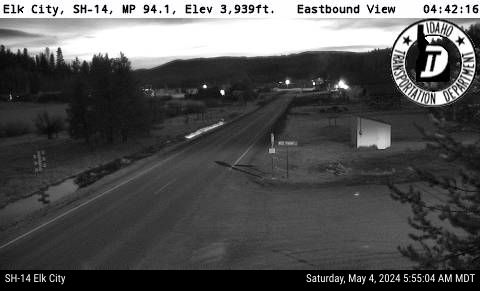 Elk City, SH-14, MP 94.1, Elev 3,939ft. Eastbound View 04:42:16
IDAHO
TRANSPORTATION DEPARTMENT
SH-14 Elk City
Saturday, May 4, 2024 5:55:04 AM MDT